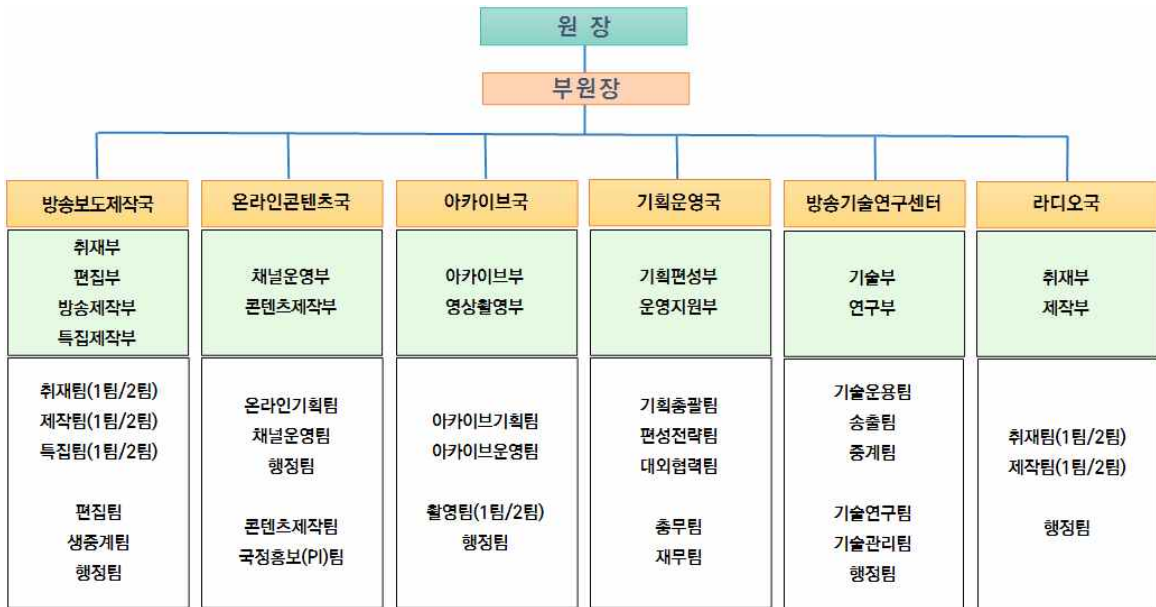 원 장
부원장
방송보도제작국
취재부
편집부
방송제작부
특집제작부
취재팀(1팀/2팀)
제작팀(1팀/2팀)
특집팀(1팀/2팀)
편집팀
생중계팀
행정팀
온라인콘텐츠국
채널운영부
콘텐츠제작부
온라인기획팀
채널운영팀
행정팀
콘텐츠제작팀
국정홍보(PI)팀
아카이브국
아카이브부
영상촬영부
아카이브기획팀
아카이브운영팀
촬영팀(1팀/2팀)
행정팀
기획운영국
기획편성부
운영지원부
기획총괄팀
편성전략팀
대외협력팀
총무팀
재무팀
방송기술연구센터
기술부
연구부
기술운용팀
송출팀
중계팀
기술연구팀
기술관리팀
행정팀
라디오국
취재부
제작부
취재팀(1팀/2팀)
제작팀(1팀/2팀)
행정팀